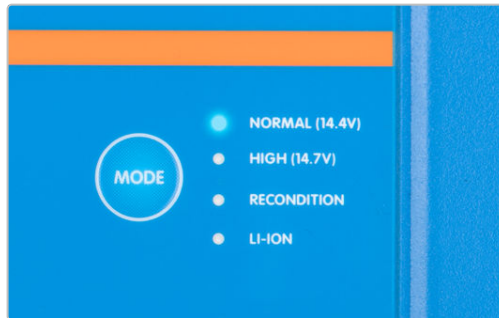 NORMAL (14.4V)
HIGH (14.7V)
MODE
RECONDITION
LI-ION